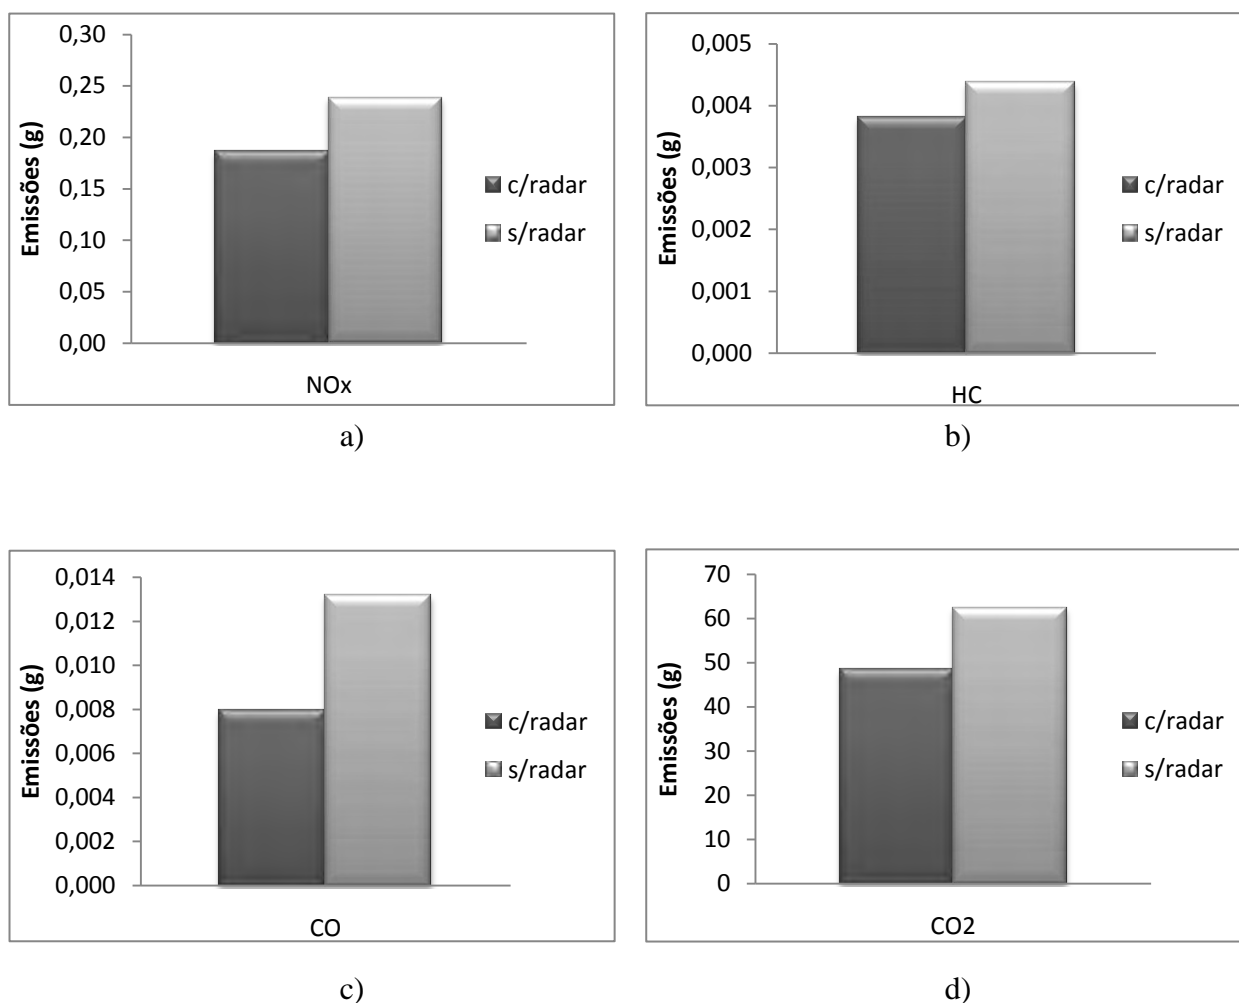 0,30
0,25
0,20
0,15
0,10
0,05
0,00
Emissões (g)
NOx
c/radar
s/radar
a)
0,005
0,004
0,003
0,002
0,001
0,000
Emissões (g)
HC
c/radar
s/radar
b)
0,014
0,012
0,010
0,008
0,006
0,004
0,002
0,000
Emissões (g)
CO
c/radar
s/radar
c)
70
60
50
40
30
20
10
0
Emissões (g)
CO2
c/radar
s/radar
d)